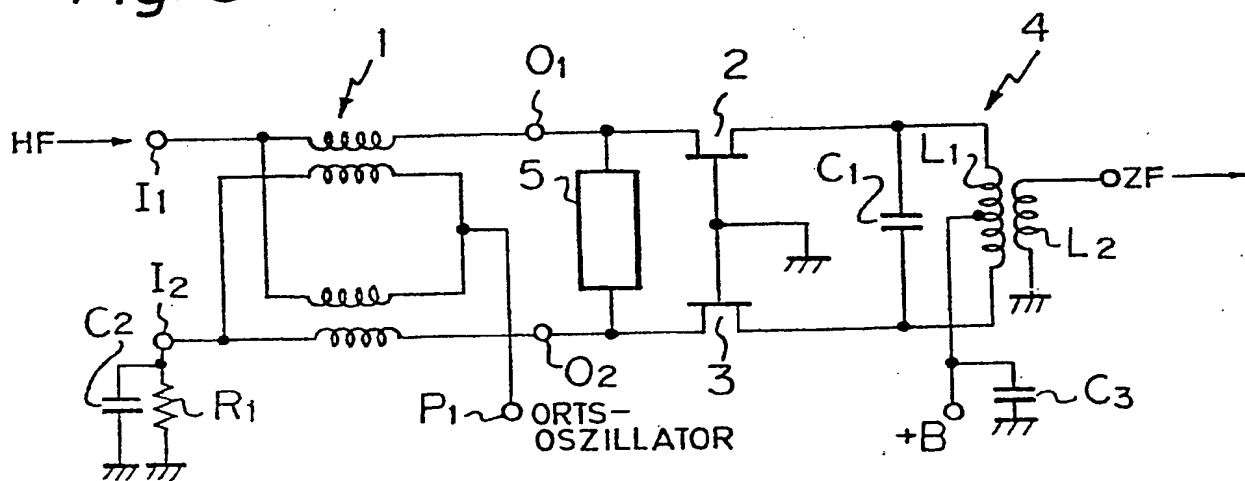 1
O1
2
4
HF
I1
5
C1
L1
ZF
L2
I2
C2
R1
P1
ORTS-
OSZILLATOR
O2
3
+B
C3